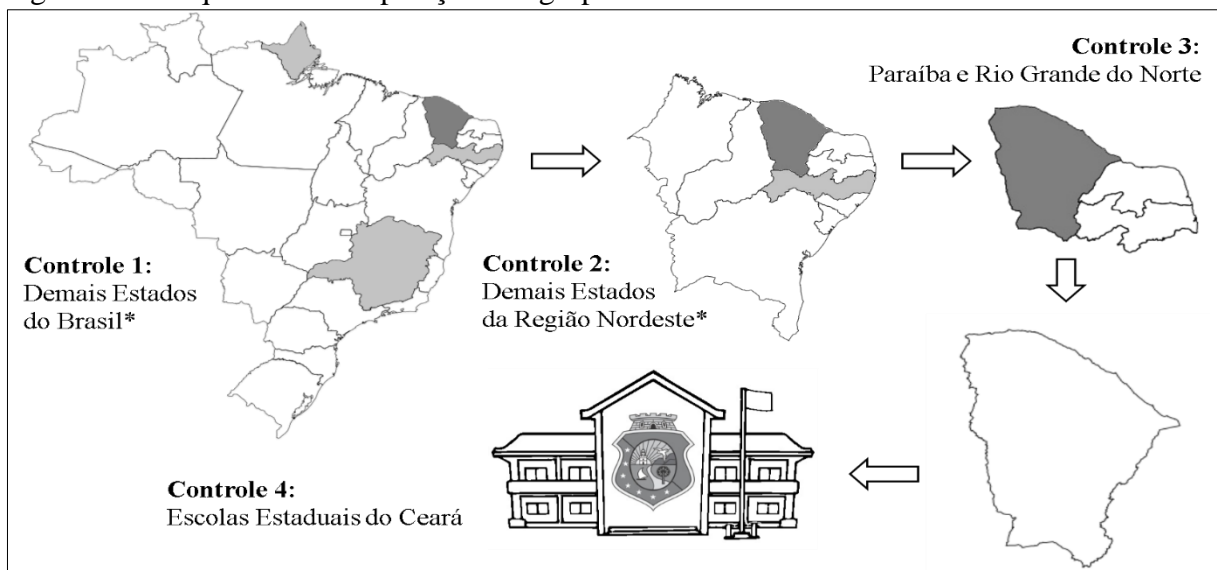 Controle 1:
Demais Estados
do Brasil*
Controle 2:
Demais Estados
da Região Nordeste*
Controle 3:
Paraíba e Rio Grande do Norte
Controle 4:
Escolas Estaduais do Ceará